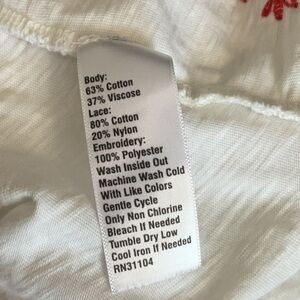 Body:
63% Cotton
37% Viscose
Lace:
80% Cotton
20% Nylon
Embroidery:
100% Polyester
Wash Inside Out
Machine Wash Cold
With Like Colors
Gentle Cycle
Only Non Chlorine
Bleach If Needed
Tumble Dry Low
Cool Iron If Needed
RN31104